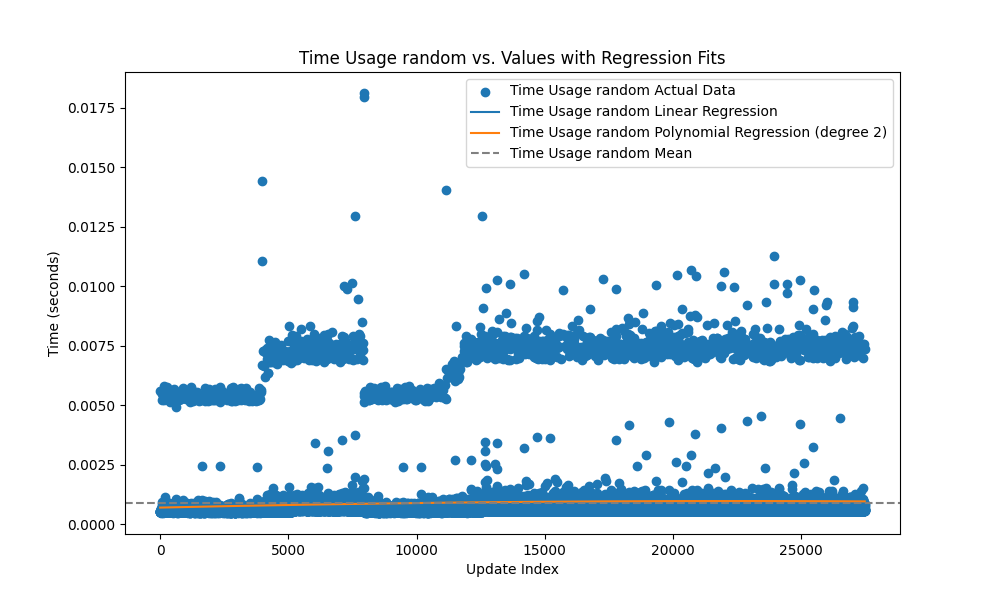 Time Usage random vs. Values with Regression Fits
Time Usage random Actual Data
Time Usage random Linear Regression
Time Usage random Polynomial Regression (degree 2)
Time Usage random Mean
Time (seconds)
0.0175
0.0150
0.0125
0.0100
0.0075
0.0050
0.0025
0.0000
0 5000 10000 15000 20000 25000
Update Index